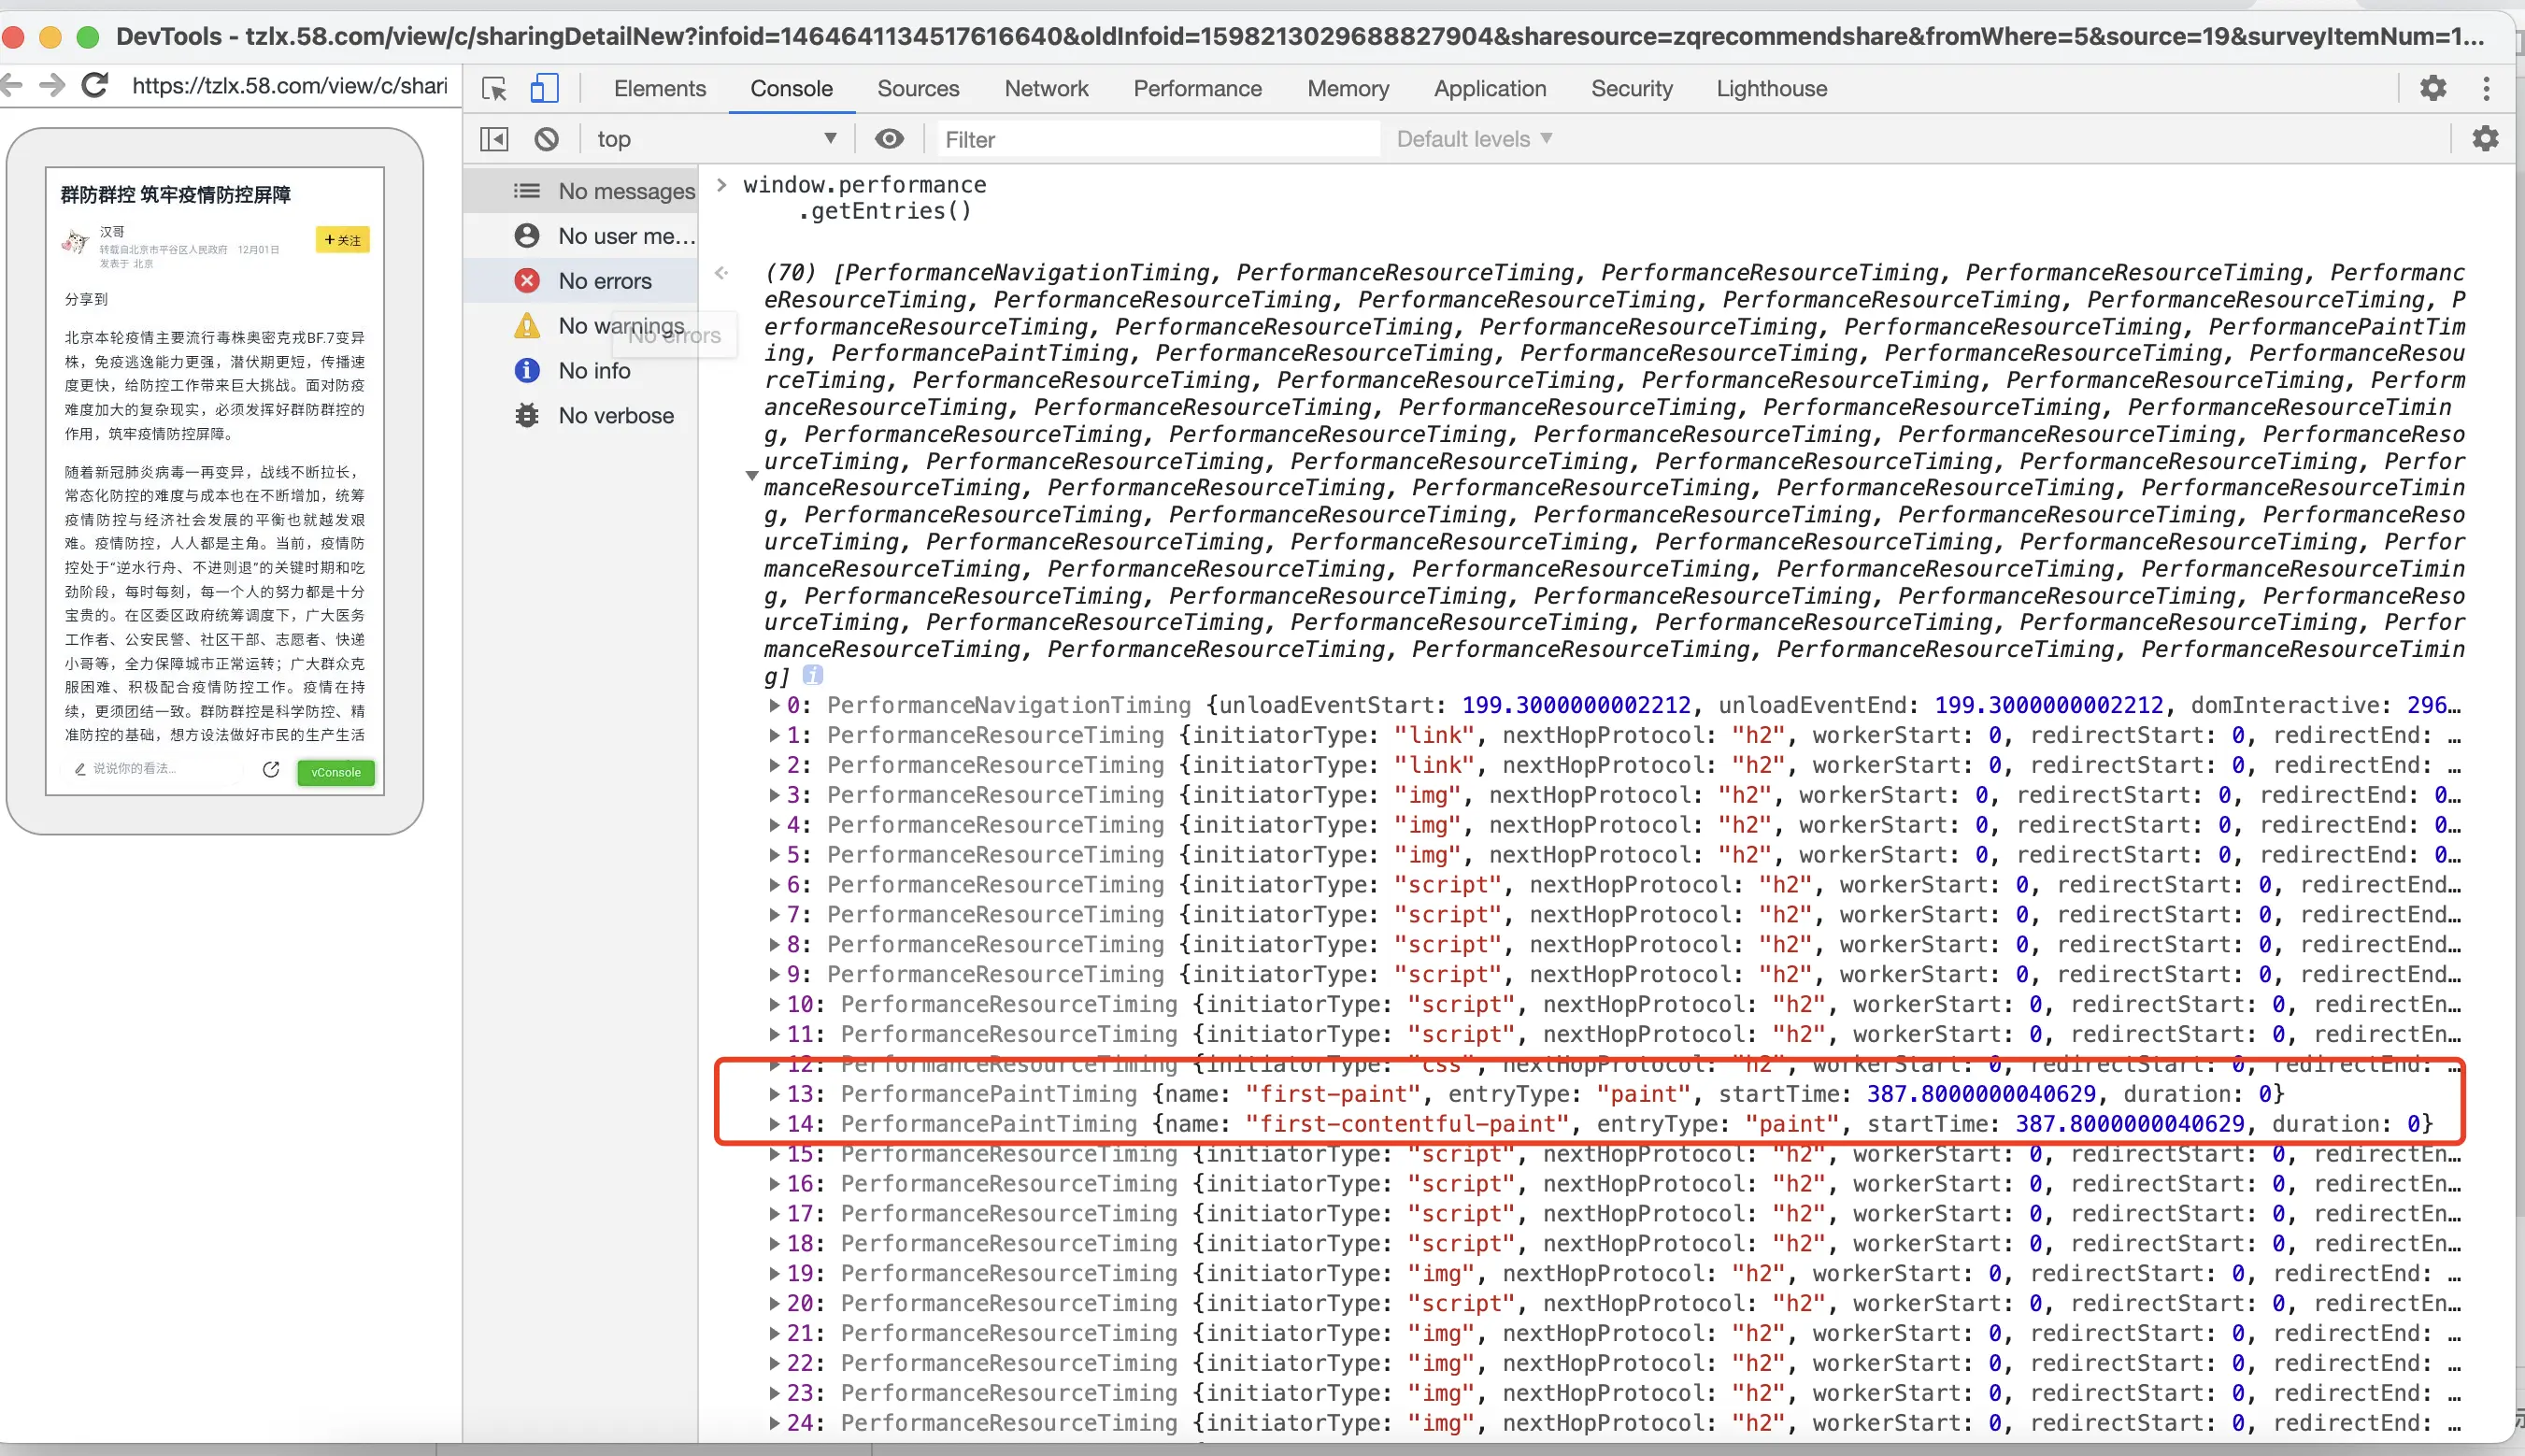 DevTools - tzlx.58.com/view/c/sharingDetailNew?infoid=1464641134517616640&oldInfoid=1598213029688827904&sharesource=zqrecommendshare&fromWhere=5&source=19&surveyItemNum=1...
https://tzlx.58.com/view/c/shari
Elements Console Sources Network Performance Memory Application Security Lighthouse
top Filter Default levels
群防群控 筑牢疫情防控屏障
汉哥
转载自北京市平谷区人民政府 12月01日
发表于 北京
+关注
分享到
北京本轮疫情主要流行毒株奥密克戎BF.7变异
株，免疫逃逸能力更强，潜伏期更短，传播速
度更快，给防控工作带来巨大挑战。面对防疫
难度加大的复杂现实，必须发挥好群防群控的
作用，筑牢疫情防控屏障。
随着新冠肺炎病毒一再变异，战线不断拉长，
常态化防控的难度与成本也在不断增加，统筹
疫情防控与经济社会发展的平衡也就越发艰
难。疫情防控，人人都是主角。当前，疫情防
控处于“逆水行舟、不进则退”的关键时期和吃
劲阶段，每时每刻，每一个人的努力都是十分
宝贵的。在区委区政府统筹调度下，广大医务
工作者、公安民警、社区干部、志愿者、快递
小哥等，全力保障城市正常运转；广大群众克
服困难、积极配合疫情防控工作。疫情在持
续，更须团结一致。群防群控是科学防控、精
准防控的基础，想方设法做好市民的生产生活
说说你的看法...
vConsole
No messages
No user me...
No errors
No warnings
No errors
No info
No verbose
window.performance
.getEntries()
(70) [PerformanceNavigationTiming, PerformanceResourceTiming, PerformanceResourceTiming, PerformanceResourceTiming, Performanc
eResourceTiming, PerformanceResourceTiming, PerformanceResourceTiming, PerformanceResourceTiming, PerformanceResourceTiming, P
erformanceResourceTiming, PerformanceResourceTiming, PerformanceResourceTiming, PerformanceResourceTiming, PerformancePaintTim
ing, PerformancePaintTiming, PerformanceResourceTiming, PerformanceResourceTiming, PerformanceResourceTiming, PerformanceResou
rceTiming, PerformanceResourceTiming, PerformanceResourceTiming, PerformanceResourceTiming, PerformanceResourceTiming, Perform
anceResourceTiming, PerformanceResourceTiming, PerformanceResourceTiming, PerformanceResourceTiming, PerformanceResourceTimin
g, PerformanceResourceTiming, PerformanceResourceTiming, PerformanceResourceTiming, PerformanceResourceTiming, PerformanceReso
urceTiming, PerformanceResourceTiming, PerformanceResourceTiming, PerformanceResourceTiming, PerformanceResourceTiming, Perfor
manceResourceTiming, PerformanceResourceTiming, PerformanceResourceTiming, PerformanceResourceTiming, PerformanceResourceTimin
g, PerformanceResourceTiming, PerformanceResourceTiming, PerformanceResourceTiming, PerformanceResourceTiming, PerformanceReso
urceTiming, PerformanceResourceTiming, PerformanceResourceTiming, PerformanceResourceTiming, PerformanceResourceTiming, Perfor
manceResourceTiming, PerformanceResourceTiming, PerformanceResourceTiming, PerformanceResourceTiming, PerformanceResourceTimin
g, PerformanceResourceTiming, PerformanceResourceTiming, PerformanceResourceTiming, PerformanceResourceTiming, PerformanceReso
urceTiming, PerformanceResourceTiming, PerformanceResourceTiming, PerformanceResourceTiming, PerformanceResourceTiming, Perfor
manceResourceTiming, PerformanceResourceTiming, PerformanceResourceTiming, PerformanceResourceTiming, PerformanceResourceTimin
g]
0: PerformanceNavigationTiming {unloadEventStart: 199.3000000002212, unloadEventEnd: 199.3000000002212, domInteractive: 296…
1: PerformanceResourceTiming {initiatorType: "link", nextHopProtocol: "h2", workerStart: 0, redirectStart: 0, redirectEnd: …
2: PerformanceResourceTiming {initiatorType: "link", nextHopProtocol: "h2", workerStart: 0, redirectStart: 0, redirectEnd: …
3: PerformanceResourceTiming {initiatorType: "img", nextHopProtocol: "h2", workerStart: 0, redirectStart: 0, redirectEnd: 0…
4: PerformanceResourceTiming {initiatorType: "img", nextHopProtocol: "h2", workerStart: 0, redirectStart: 0, redirectEnd: 0…
5: PerformanceResourceTiming {initiatorType: "img", nextHopProtocol: "h2", workerStart: 0, redirectStart: 0, redirectEnd: 0…
6: PerformanceResourceTiming {initiatorType: "script", nextHopProtocol: "h2", workerStart: 0, redirectStart: 0, redirectEnd…
7: PerformanceResourceTiming {initiatorType: "script", nextHopProtocol: "h2", workerStart: 0, redirectStart: 0, redirectEnd…
8: PerformanceResourceTiming {initiatorType: "script", nextHopProtocol: "h2", workerStart: 0, redirectStart: 0, redirectEnd…
9: PerformanceResourceTiming {initiatorType: "script", nextHopProtocol: "h2", workerStart: 0, redirectStart: 0, redirectEnd…
10: PerformanceResourceTiming {initiatorType: "script", nextHopProtocol: "h2", workerStart: 0, redirectStart: 0, redirectEn…
11: PerformanceResourceTiming {initiatorType: "script", nextHopProtocol: "h2", workerStart: 0, redirectStart: 0, redirectEn…
12: PerformanceResourceTiming {initiatorType: "css", nextHopProtocol: "h2", workerStart: 0, redirectStart: 0, redirectEnd: …
13: PerformancePaintTiming {name: "first-paint", entryType: "paint", startTime: 387.8000000040629, duration: 0}
14: PerformancePaintTiming {name: "first-contentful-paint", entryType: "paint", startTime: 387.8000000040629, duration: 0}
15: PerformanceResourceTiming {initiatorType: "script", nextHopProtocol: "h2", workerStart: 0, redirectStart: 0, redirectEn…
16: PerformanceResourceTiming {initiatorType: "script", nextHopProtocol: "h2", workerStart: 0, redirectStart: 0, redirectEn…
17: PerformanceResourceTiming {initiatorType: "script", nextHopProtocol: "h2", workerStart: 0, redirectStart: 0, redirectEn…
18: PerformanceResourceTiming {initiatorType: "script", nextHopProtocol: "h2", workerStart: 0, redirectStart: 0, redirectEn…
19: PerformanceResourceTiming {initiatorType: "img", nextHopProtocol: "h2", workerStart: 0, redirectStart: 0, redirectEnd: …
20: PerformanceResourceTiming {initiatorType: "script", nextHopProtocol: "h2", workerStart: 0, redirectStart: 0, redirectEn…
21: PerformanceResourceTiming {initiatorType: "img", nextHopProtocol: "h2", workerStart: 0, redirectStart: 0, redirectEnd: …
22: PerformanceResourceTiming {initiatorType: "img", nextHopProtocol: "h2", workerStart: 0, redirectStart: 0, redirectEnd: …
23: PerformanceResourceTiming {initiatorType: "img", nextHopProtocol: "h2", workerStart: 0, redirectStart: 0, redirectEnd: …
24: PerformanceResourceTiming {initiatorType: "img", nextHopProtocol: "h2", workerStart: 0, redirectStart: 0, redirectEnd: …